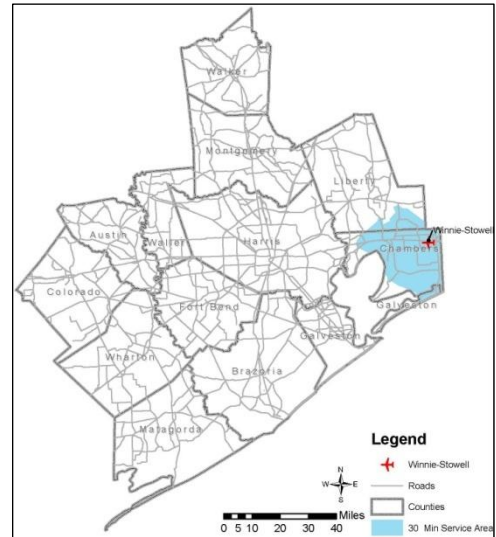 Walker
Montgomery
Liberty
Winnie-Stowell
Austin
Waller
Harris
Chambers
Colorado
Fort Bend
Galveston
Galveston
Wharton
Brazoria
Matagorda
Legend
Winnie-Stowell
Roads
Counties
30 Min Service Area
N
W E
S
Miles
0 5 10 20 30 40